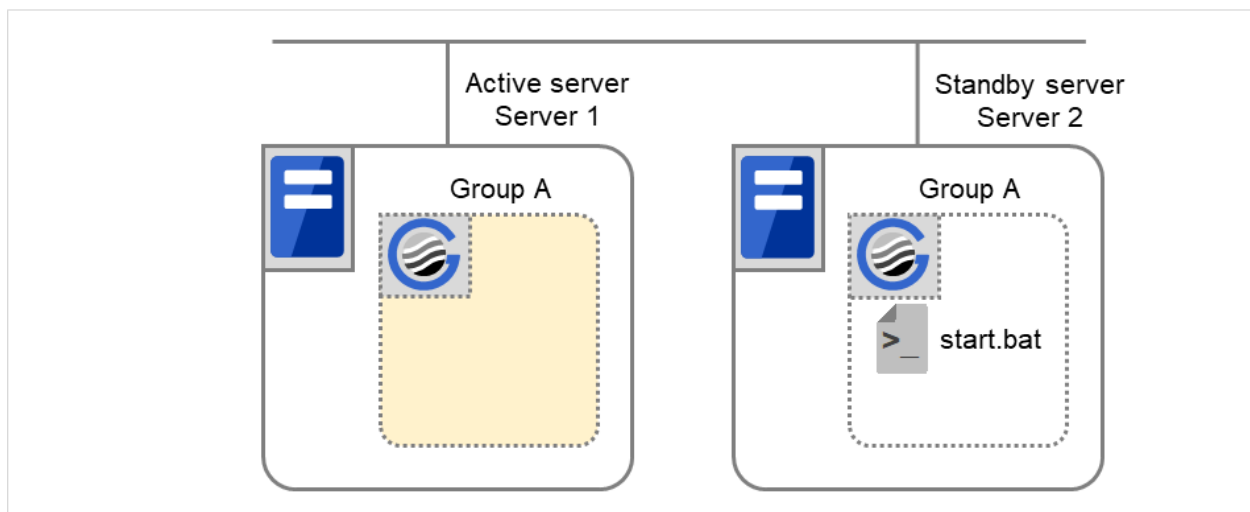 Active server
Server 1
Standby server
Server 2
Group A
Group A
>_ start.bat